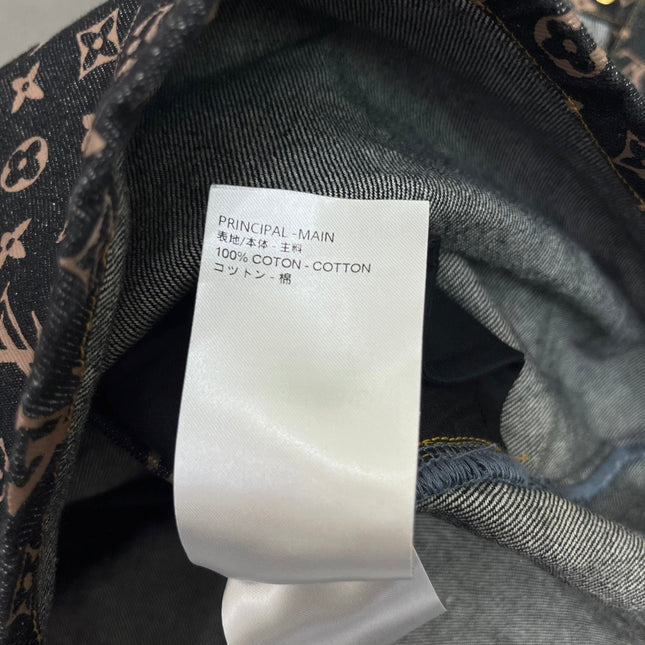 PRINCIPAL -MAIN
表地/本体 - 主料
100% COTON - COTTON
コットン - 棉